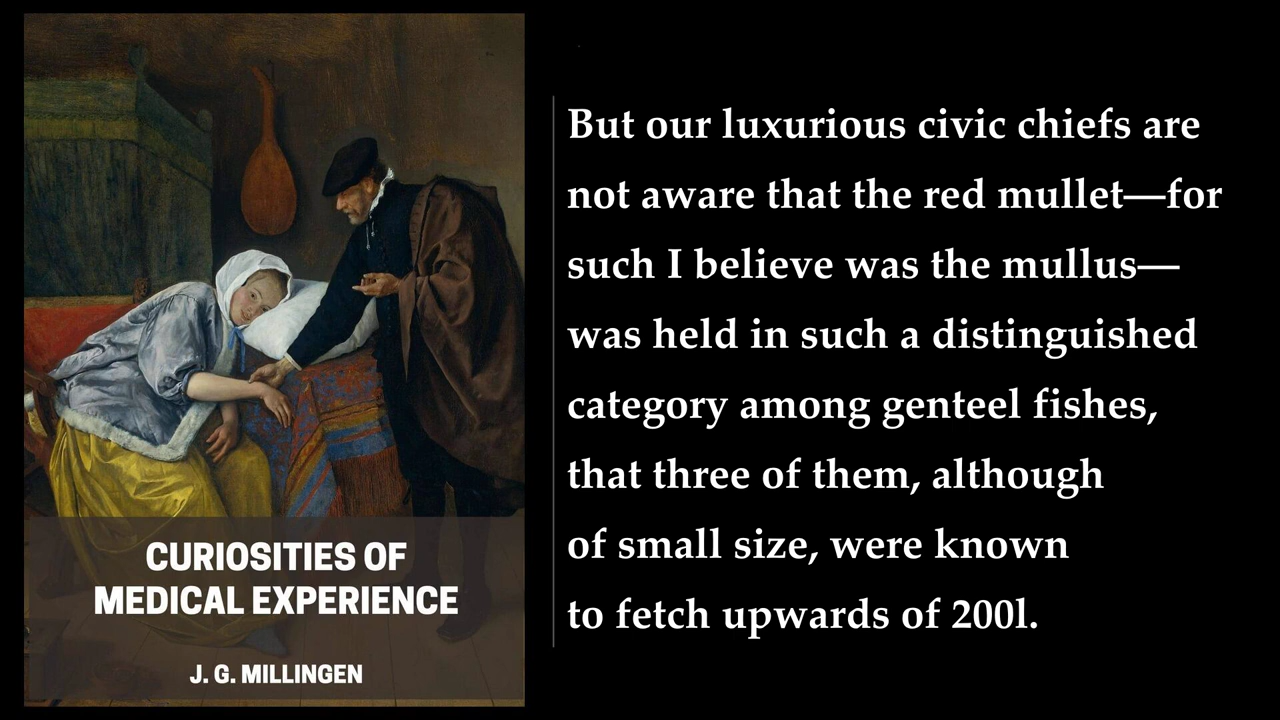 CURIOSITIES OF
MEDICAL EXPERIENCE
J. G. MILLINGEN
But our luxurious civic chiefs are
not aware that the red mullet—for
such I believe was the mullus—
was held in such a distinguished
category among genteel fishes,
that three of them, although
of small size, were known
to fetch upwards of 200l.